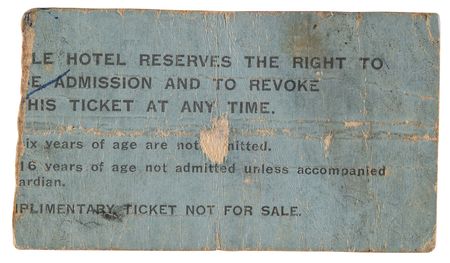 LE HOTEL RESERVES THE RIGHT TO
E ADMISSION AND TO REVOKE
HIS TICKET AT ANY TIME.
ix years of age are not mitted.
16 years of age not admitted unless accompanied
ardian.
MPLIMENTARY TICKET NOT FOR SALE.